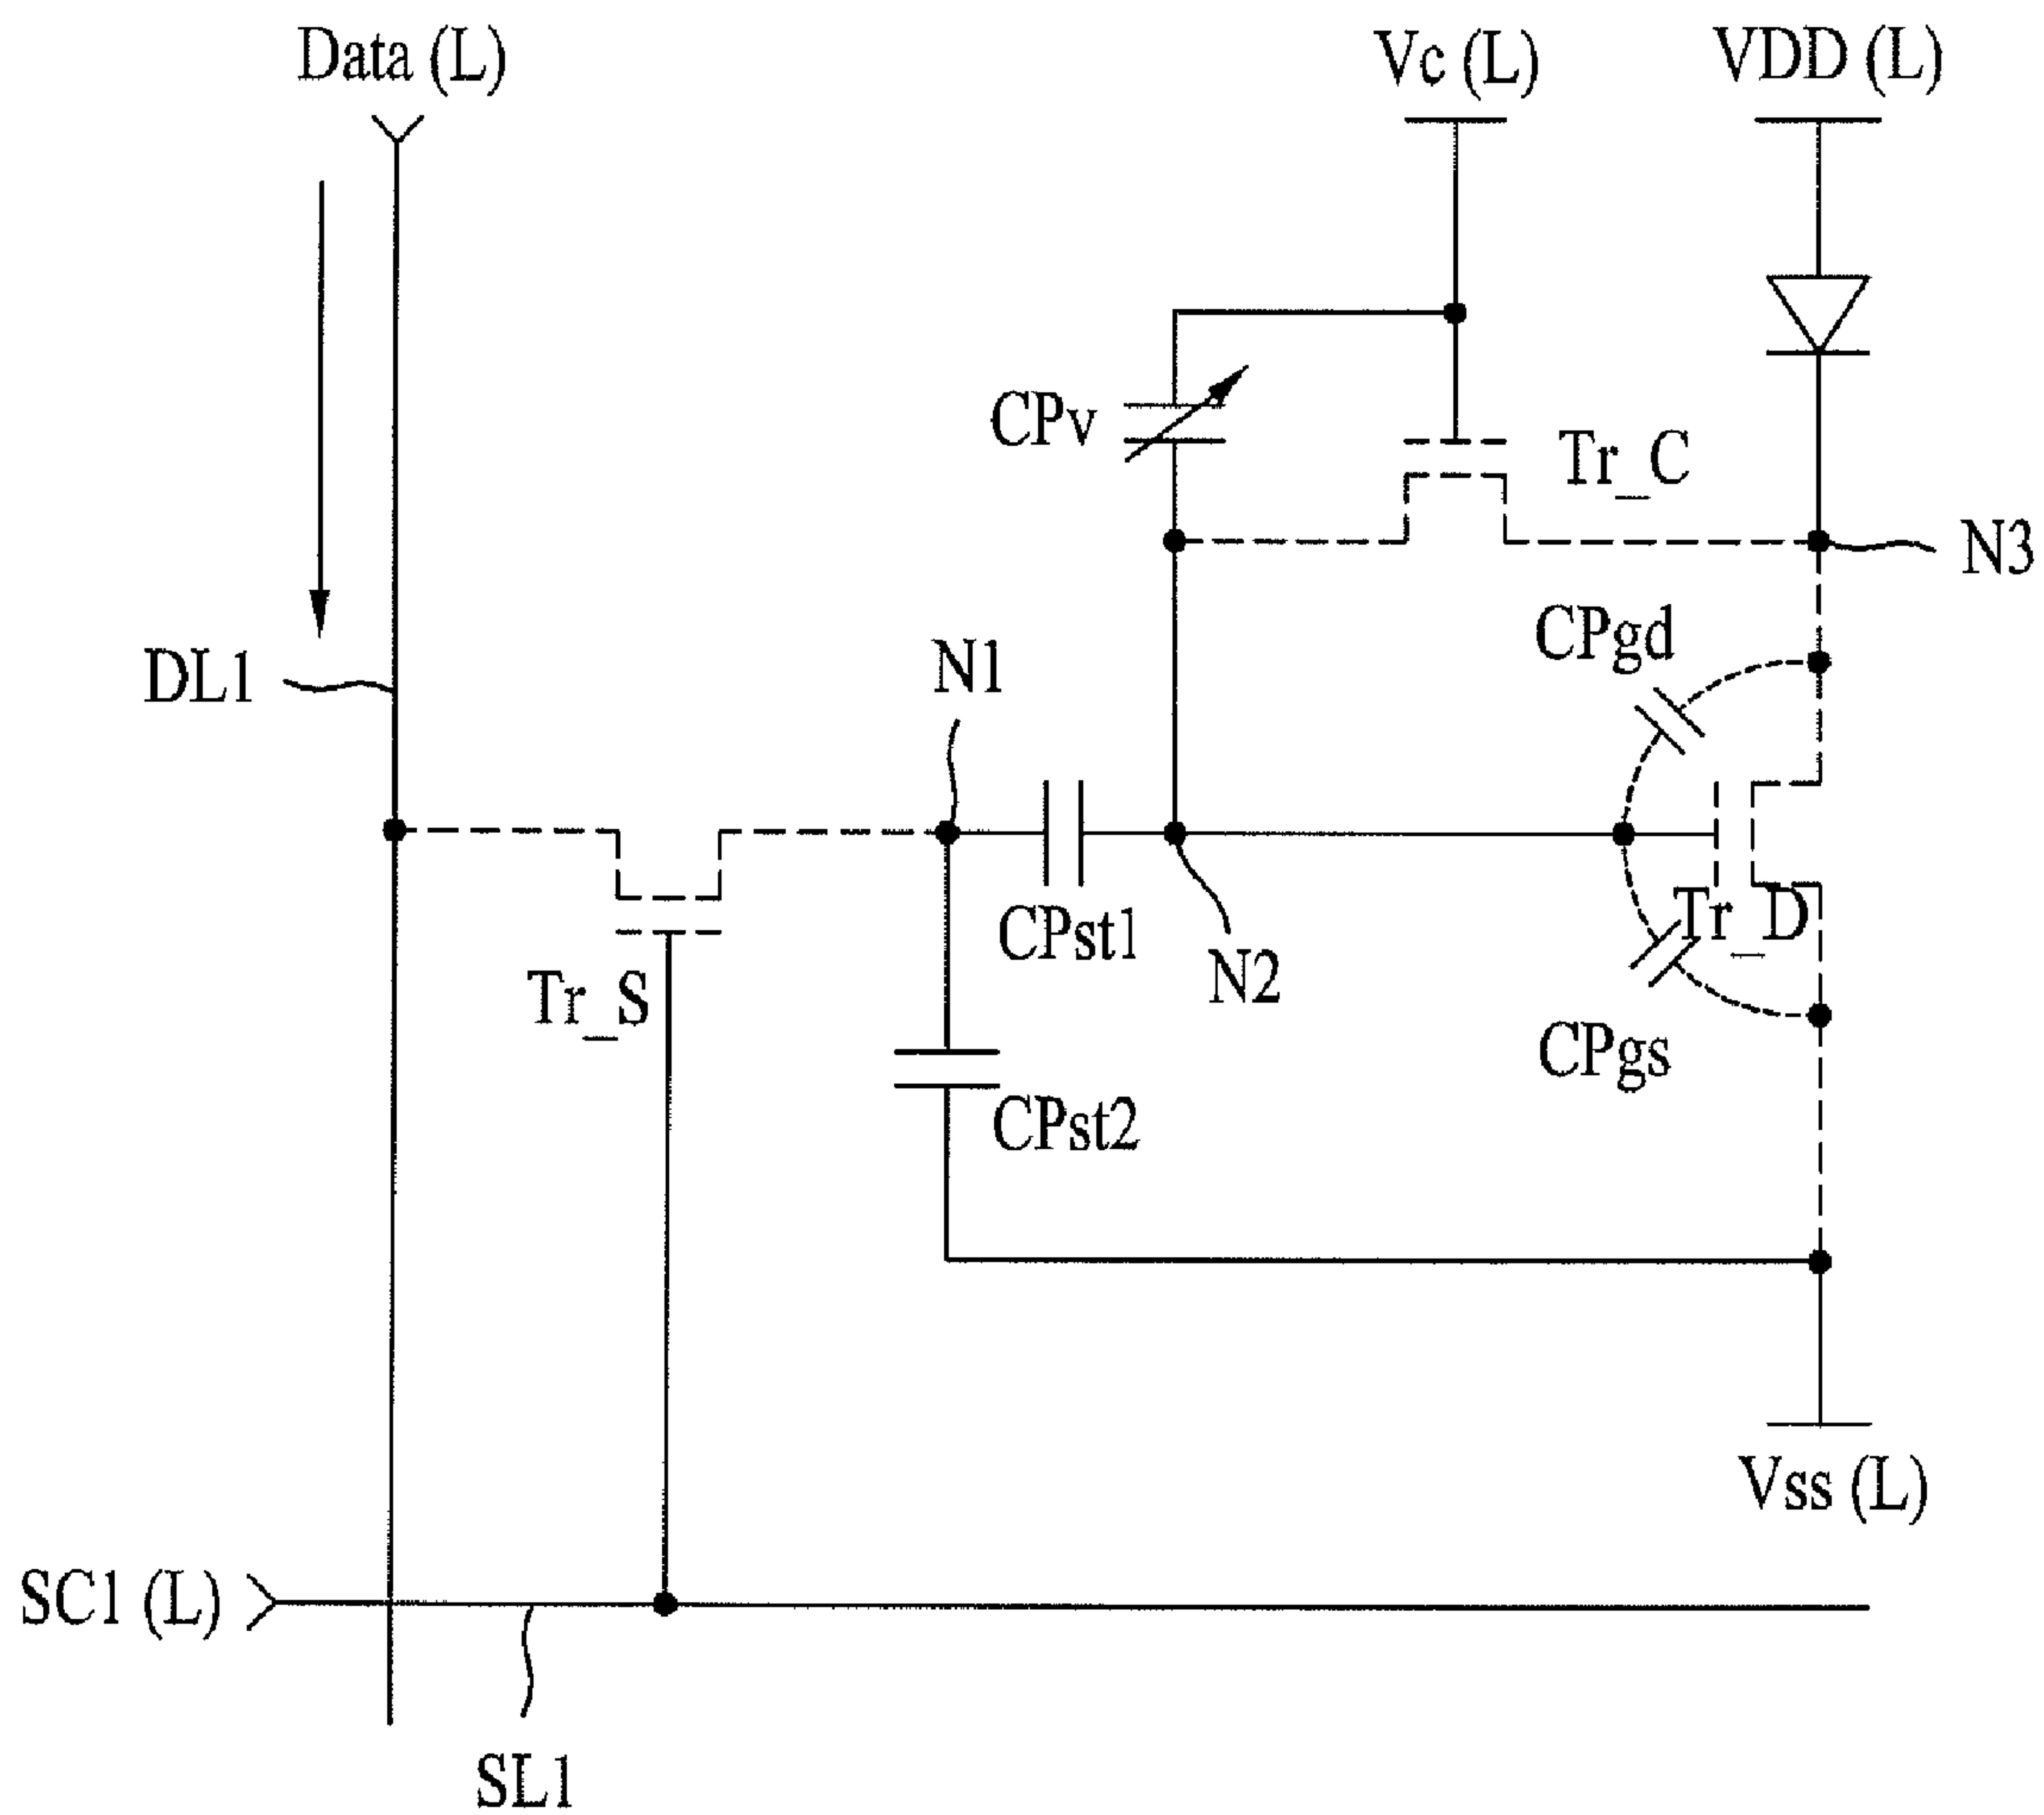 Data (L)
Vc (L)
VDD (L)
CPv
Tr_C
N3
CPgd
N1
DL1
Tr_D
CPst1
N2
Tr_S
CPgs
CPst2
Vss (L)
SC1 (L)
SL1